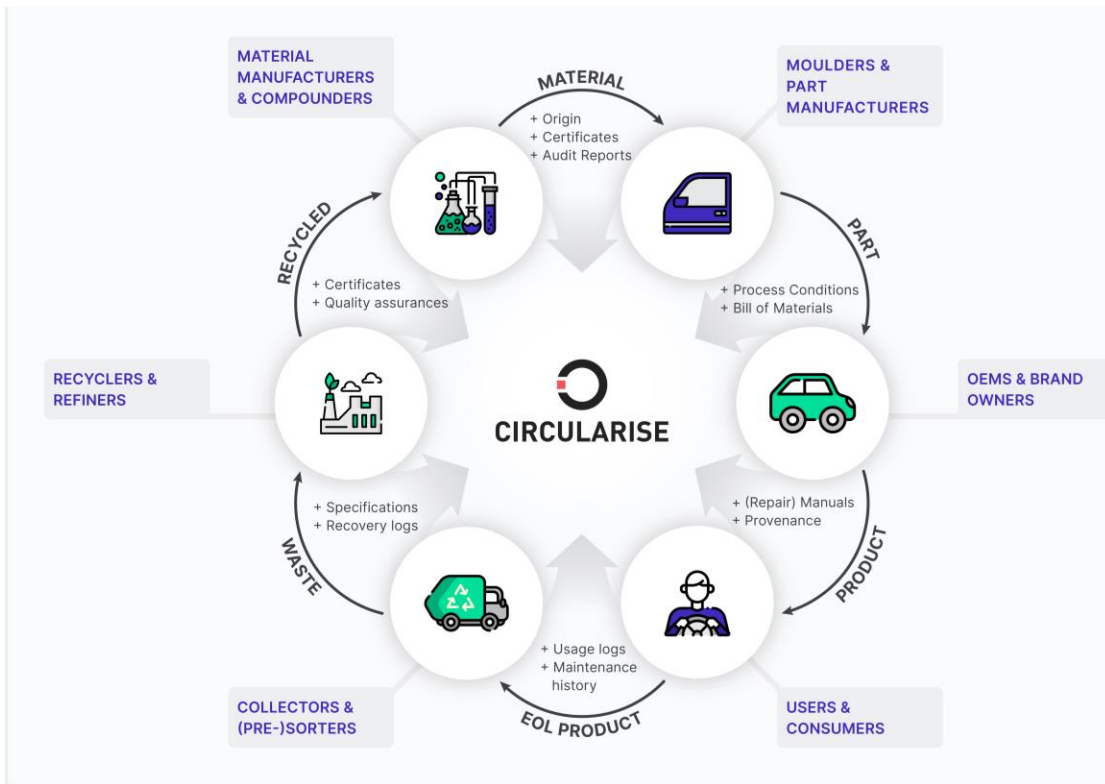 MATERIAL
MANUFACTURERS
& COMPOUNDERS
MATERIAL
+ Origin
+ Certificates
+ Audit Reports
MOULDERS &
PART
MANUFACTURERS
RECYCLED
+ Certificates
+ Quality assurances
PART
+ Process Conditions
+ Bill of Materials
RECYCLERS &
REFINERS
CIRCULARISE
OEMS & BRAND
OWNERS
+ Specifications
+ Recovery logs
WASTE
+ (Repair) Manuals
+ Provenance
PRODUCT
+ Usage logs
+ Maintenance
history
EOL PRODUCT
COLLECTORS &
(PRE-)SORTERS
USERS &
CONSUMERS